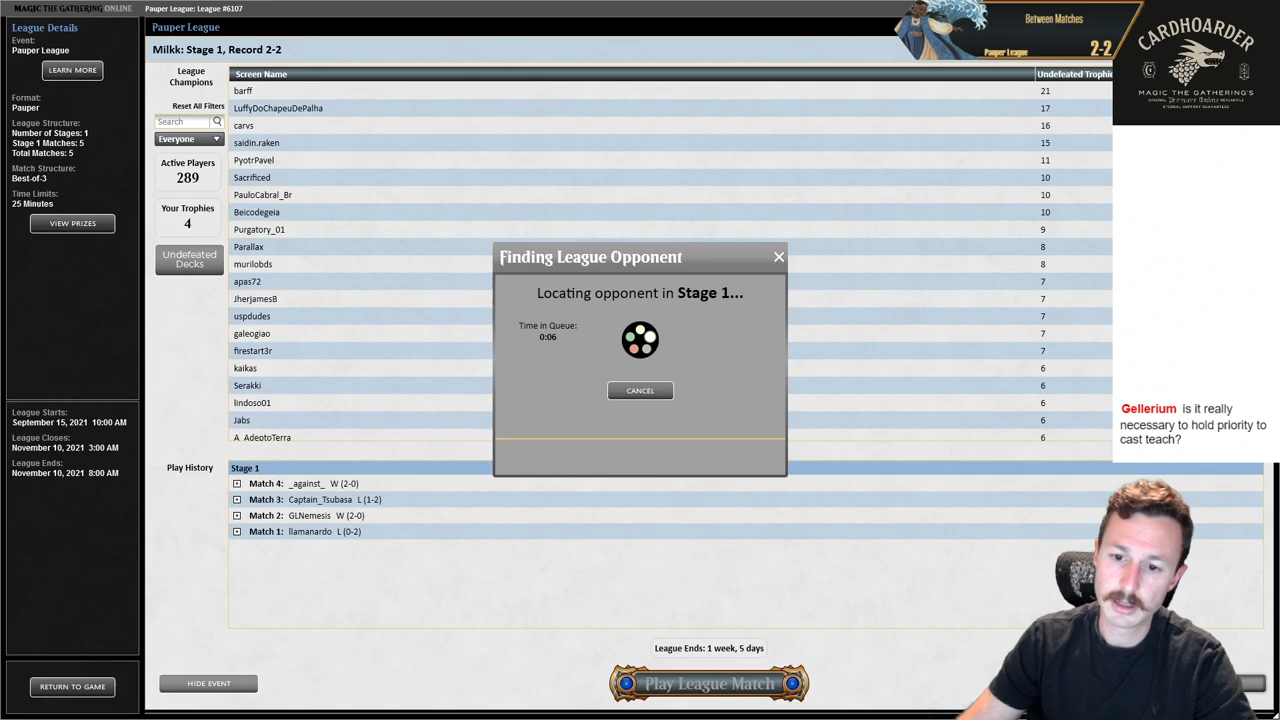 MAGIC THE GATHERING ONLINE
Pauper League: League #6107
League Details
Event:
Pauper League
LEARN MORE
Format:
Pauper
League Structure:
Number of Stages: 1
Stage 1 Matches: 5
Total Matches: 5
Match Structure:
Best-of-3
Time Limits:
25 Minutes
VIEW PRIZES
League Starts:
September 15, 2021 10:00 AM
League Closes:
November 10, 2021 3:00 AM
League Ends:
November 10, 2021 8:00 AM
RETURN TO GAME
Pauper League
Milkk: Stage 1, Record 2-2
League
Champions
Reset All Filters
Search
Everyone
Active Players
289
Your Trophies
4
Undefeated
Decks
Screen Name
Undefeated Trophie
barff 21
LuffyDoChapeuDePalha 17
carvs 16
saidin.raken 15
PyotrPavel 11
Sacrificed 10
PauloCabral_Br 10
Beicodegeia 10
Purgatory_01 9
Parallax 8
murilobds 8
apas72 7
JherjamesB 7
uspdudes 7
galeogiao 7
firestart3r 7
kaikas 6
Serakki 6
lindoso01 6
Jabs 6
A_AdeptoTerra 6
Finding League Opponent
Locating opponent in Stage 1...
Time in Queue:
0:06
CANCEL
Play History
Stage 1
Match 4: _against_ W (2-0)
Match 3: Captain_Tsubasa L (1-2)
Match 2: GLNemesis W (2-0)
Match 1: llamanardo L (0-2)
League Ends: 1 week, 5 days
HIDE EVENT
Play League Match
Between Matches
Pauper League
2-2
CARDHOARDER
MAGIC THE GATHERING'S
ORIGINAL Premiere Online MERCANTILE
ETERNAL SUPPORT GUARANTEED
Gellerium is it really
necessary to hold priority to
cast teach?